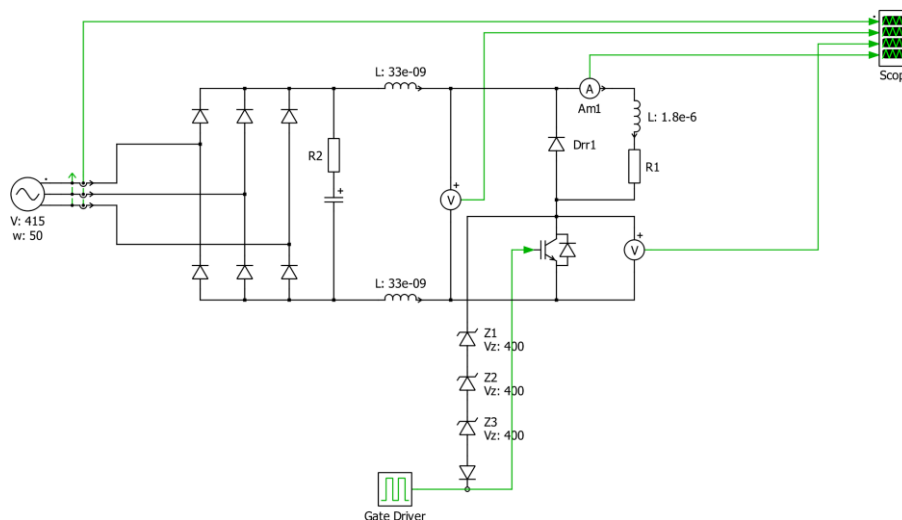 Scop
L: 33e-09
A
Am1
L: 1.8e-6
R2
Drr1
R1
+
V
+
V
+
V: 415
w: 50
L: 33e-09
Z1
Vz: 400
Z2
Vz: 400
Z3
Vz: 400
Gate Driver